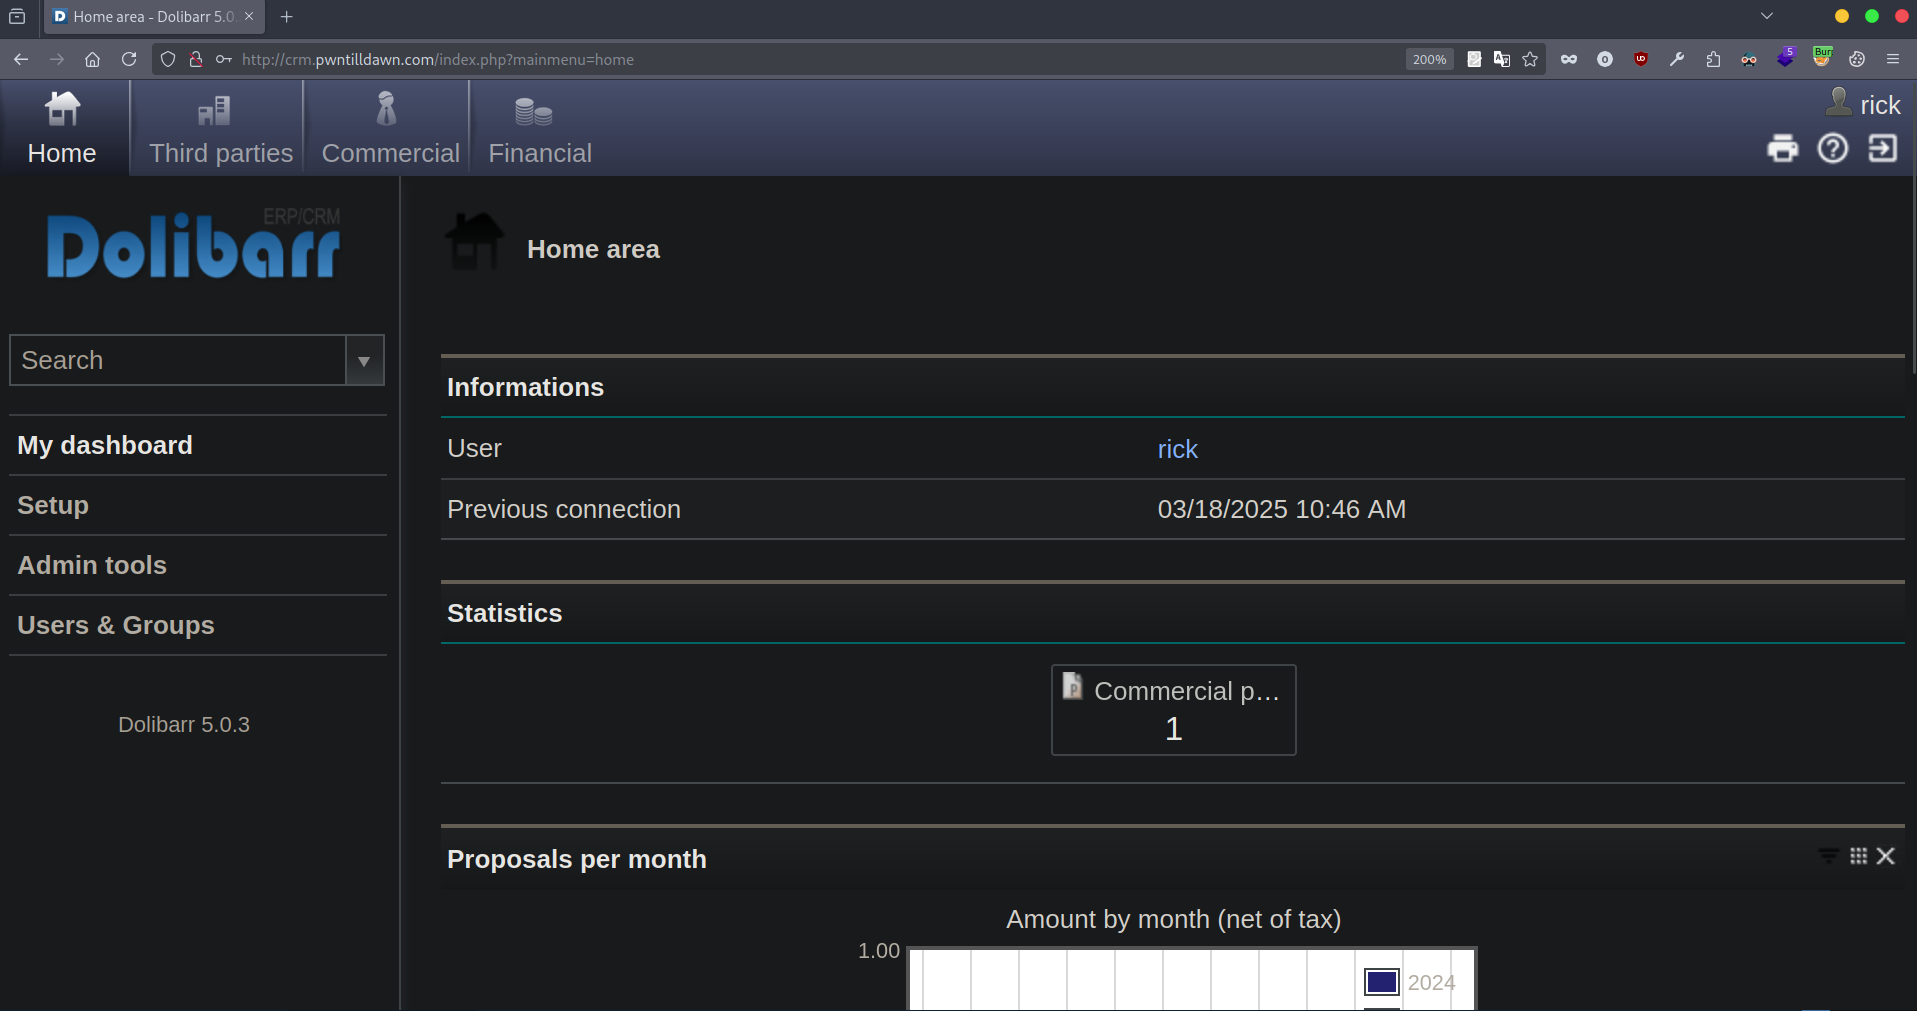 Home area - Dolibarr 5.0.
http://crm.pwntilldawn.com/index.php?mainmenu=home
200%
5
Home
Third parties
Commercial
Financial
rick
ERP/CRM
Dolibarr
Home area
Search
My dashboard
Setup
Admin tools
Users & Groups
Dolibarr 5.0.3
Informations
User rick
Previous connection 03/18/2025 10:46 AM
Statistics
Commercial p…
1
Proposals per month
Amount by month (net of tax)
1.00
2024